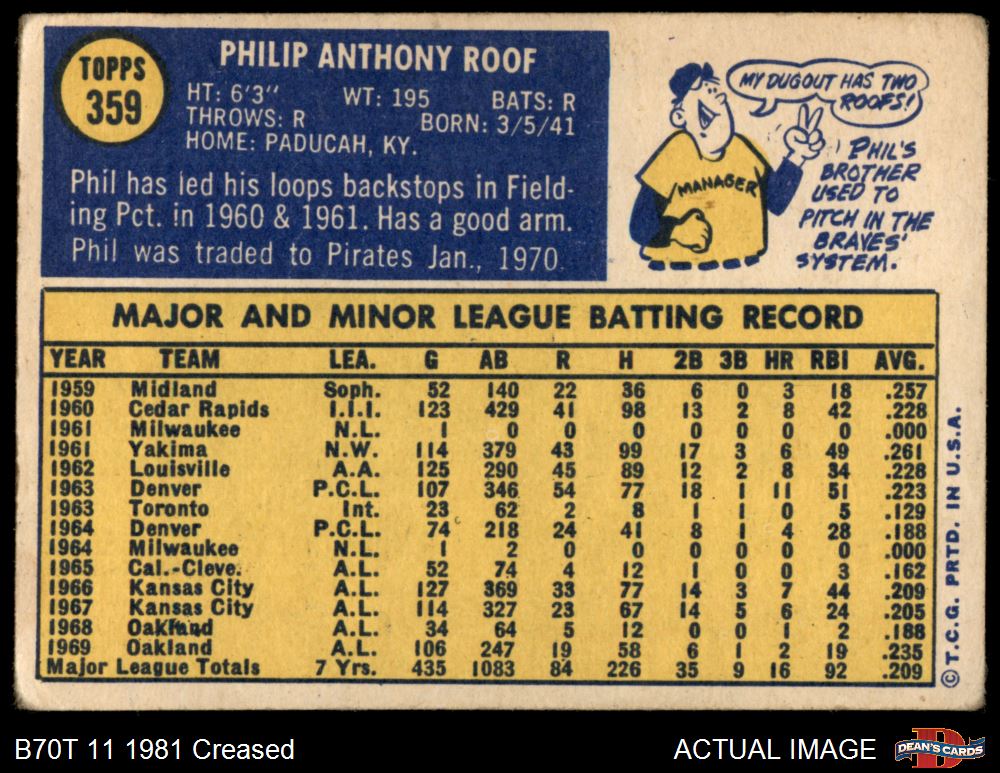 TOPPS
359
PHILIP ANTHONY ROOF
HT: 6'3" WT: 195 BATS: R
THROWS: R BORN: 3/5/41
HOME: PADUCAH, KY.
Phil has led his loops backstops in Field-
ing Pct. in 1960 & 1961. Has a good arm.
Phil was traded to Pirates Jan., 1970.
MY DUGOUT HAS TWO
ROOFS!
MANAGER
PHIL'S
BROTHER
USED TO
PITCH IN THE
BRAVES'
SYSTEM.
MAJOR AND MINOR LEAGUE BATTING RECORD
YEAR TEAM LEA. G AB R H 2B 3B HR RBI AVG.
1959 Midland Soph. 52 140 22 36 6 0 3 18 .257
1960 Cedar Rapids I.I.I. 123 429 41 98 13 2 8 42 .228
1961 Milwaukee N.L. 1 0 0 0 0 0 0 0 .000
1961 Yakima N.W. 114 379 43 99 17 3 6 49 .261
1962 Louisville A.A. 125 290 45 89 12 2 8 34 .228
1963 Denver P.C.L. 107 346 54 77 18 1 11 51 .223
1963 Toronto Int. 23 62 2 8 1 1 0 5 .129
1964 Denver P.C.L. 74 218 24 41 8 1 4 28 .188
1964 Milwaukee N.L. 1 2 0 0 0 0 0 0 .000
1965 Cal.-Cleve. A.L. 52 74 4 12 1 0 0 3 .162
1966 Kansas City A.L. 127 369 33 77 14 3 7 44 .209
1967 Kansas City A.L. 114 327 23 67 14 5 6 24 .205
1968 Oakland A.L. 34 64 5 12 0 0 1 2 .188
1969 Oakland A.L. 106 247 19 58 6 1 2 19 .235
Major League Totals 7 Yrs. 435 1083 84 226 35 9 16 92 .209
© T.C.G. PRTD. IN U.S.A.
B70T 11 1981 Creased
ACTUAL IMAGE
D
DEAN'S CARDS